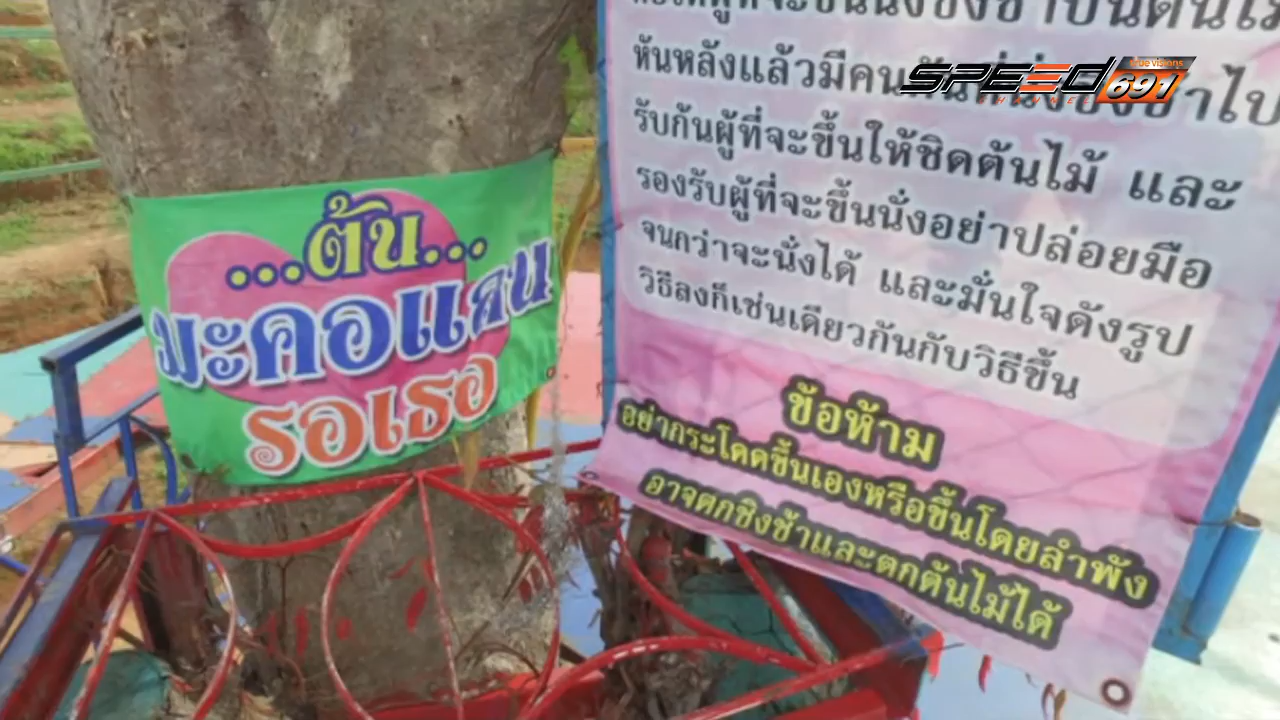 ...ต้น...
มะคอแลน
รอเธอ
หันหลังแล้วมีคน
รับกันผู้ที่จะขึ้นให้ชิดต้นไม้ และ
รองรับผู้ที่จะขึ้นนั่งอย่าปล่อยมือ
จนกว่าจะนั่งได้ และมั่นใจดังรูป
วิธีลงก็เช่นเดียวกันกับวิธีขึ้น
ข้อห้าม
อย่ากระโดดขึ้นเองหรือขึ้นโดยลำพัง
อาจตกชิงช้าและตกต้นไม้ได้
SPEED
CHANNEL
true visions
691